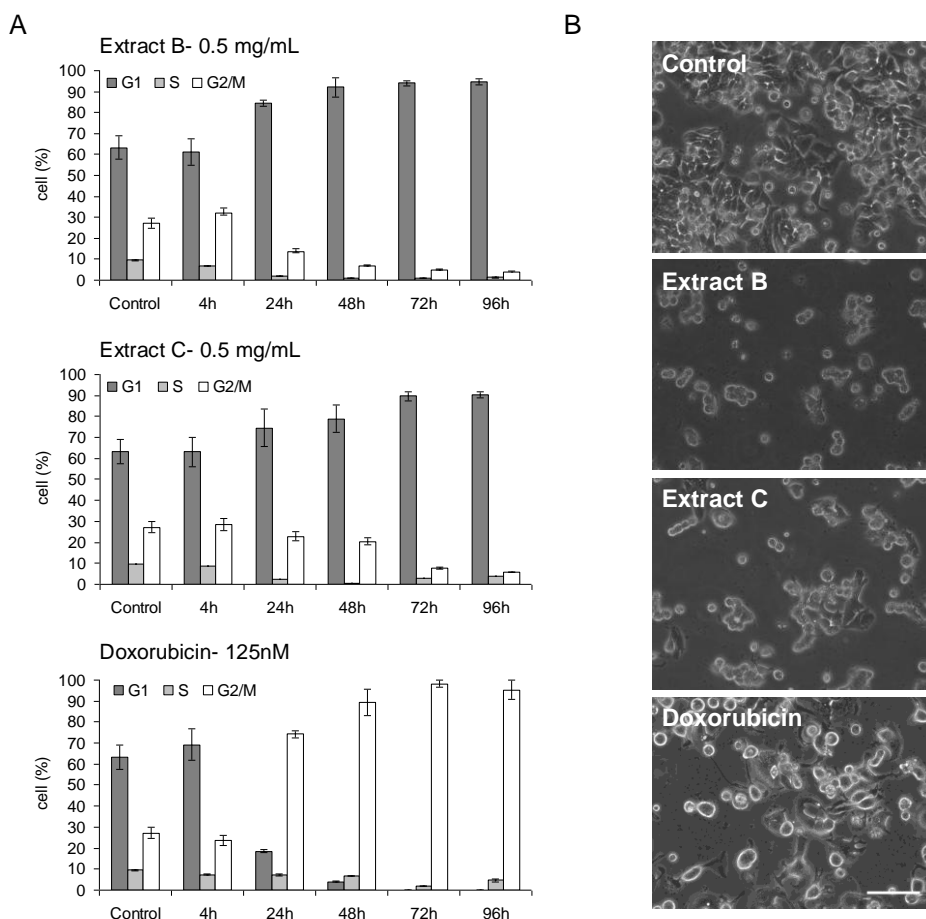 A
Extract B- 0.5 mg/mL
G1 S G2/M
cell (%)
100
90
80
70
60
50
40
30
20
10
0
Control 4h 24h 48h 72h 96h
Extract C- 0.5 mg/mL
G1 S G2/M
cell (%)
100
90
80
70
60
50
40
30
20
10
0
Control 4h 24h 48h 72h 96h
Doxorubicin- 125nM
G1 S G2/M
cell (%)
100
90
80
70
60
50
40
30
20
10
0
Control 4h 24h 48h 72h 96h
B
Control
Extract B
Extract C
Doxorubicin